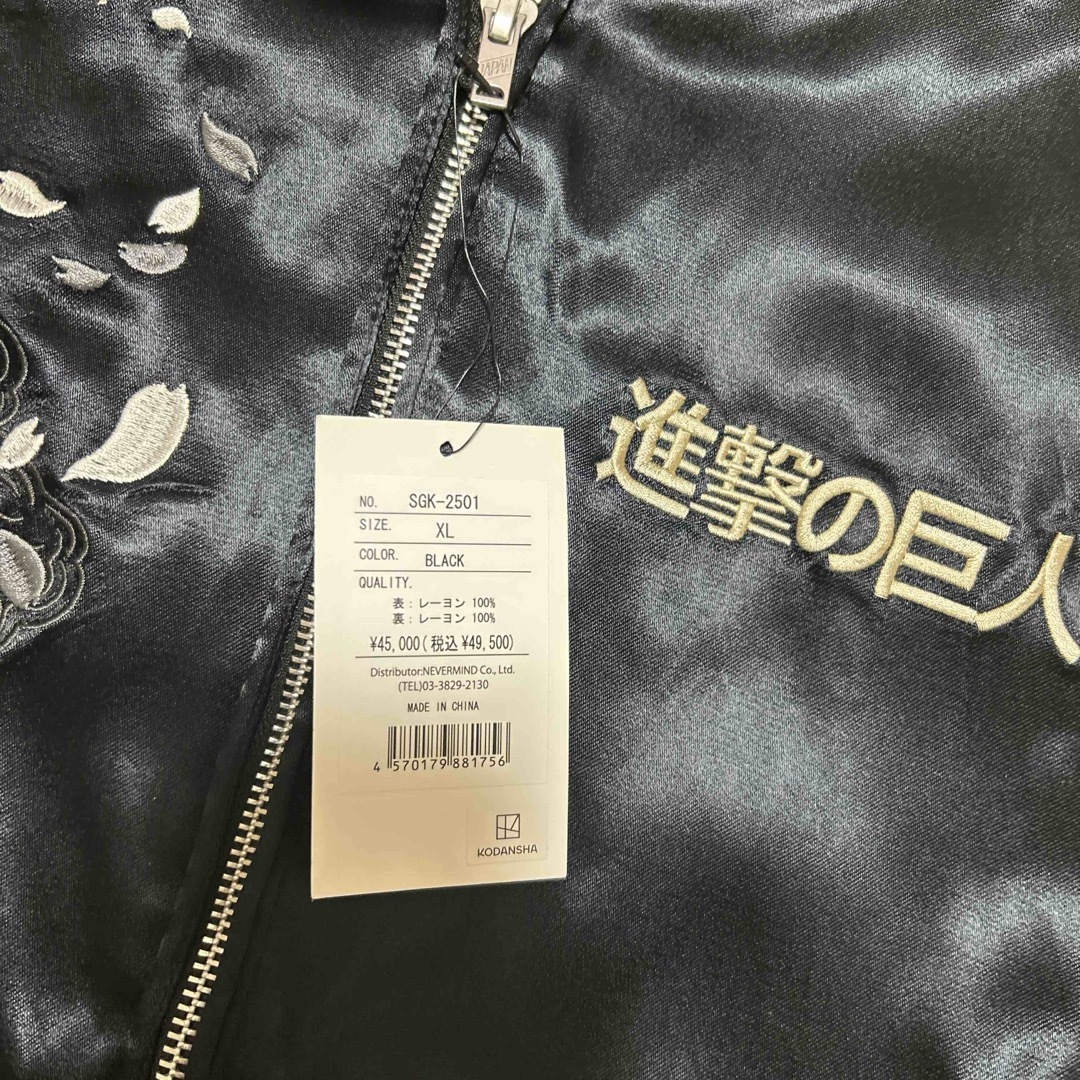 JAPAN
進撃の巨人
NO. SGK-2501
SIZE. XL
COLOR. BLACK
QUALITY.
表：レーヨン 100%
裏：レーヨン 100%
¥45,000(税込 ¥49,500)
Distributor:NEVERMIND Co., Ltd.
(TEL)03-3829-2130
MADE IN CHINA
4 570179 881756
KODANSHA